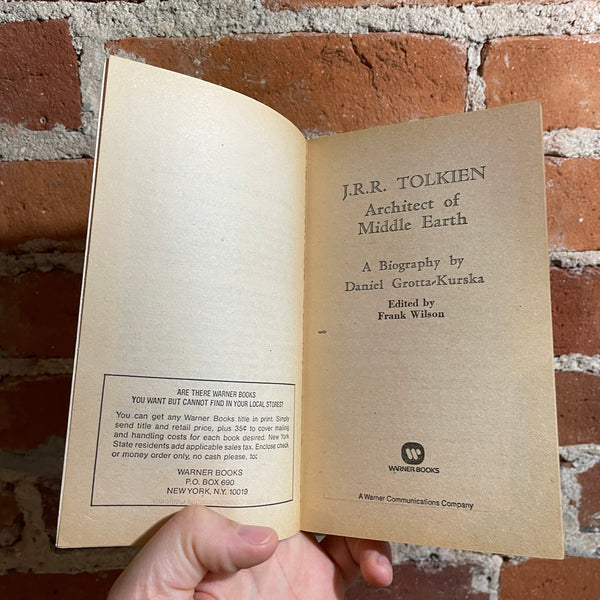 ARE THERE WARNER BOOKS
YOU WANT BUT CANNOT FIND IN YOUR LOCAL STORES?
You can get any Warner Books title in print. Simply
send title and retail price, plus 35¢ to cover mailing
and handling costs for each book desired. New York
State residents add applicable sales tax. Enclose check
or money order only, no cash please, to:
WARNER BOOKS
P.O. BOX 690
NEW YORK, N.Y. 10019
J.R.R. TOLKIEN
Architect of
Middle Earth
A Biography by
Daniel Grotta-Kurska
Edited by
Frank Wilson
WARNER BOOKS
A Warner Communications Company